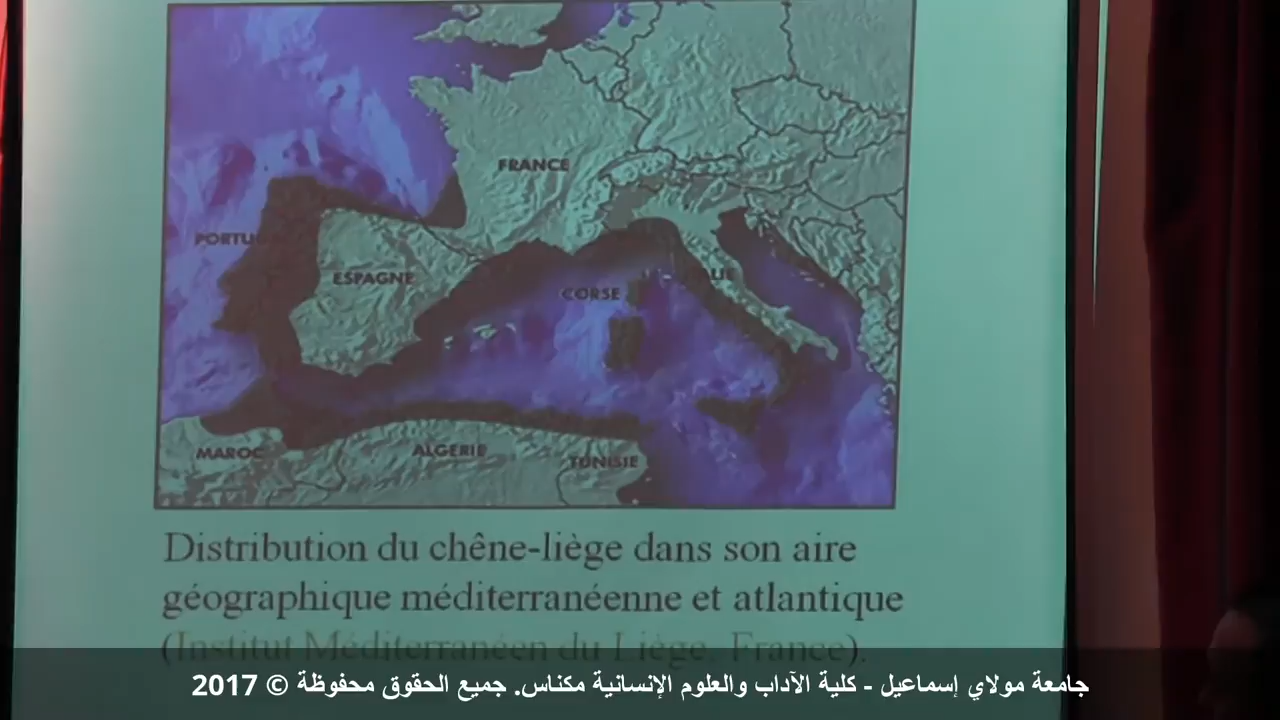 FRANCE
ESPAGNE
CORSE
MAROC
ALGERIE
TUNISIE
Distribution du chêne-liège dans son aire
géographique méditerranéenne et atlantique
(Institut Méditerranéen du Liège, France).
جامعة مولاي إسماعيل - كلية الآداب والعلوم الإنسانية مكناس. جميع الحقوق محفوظة © 2017